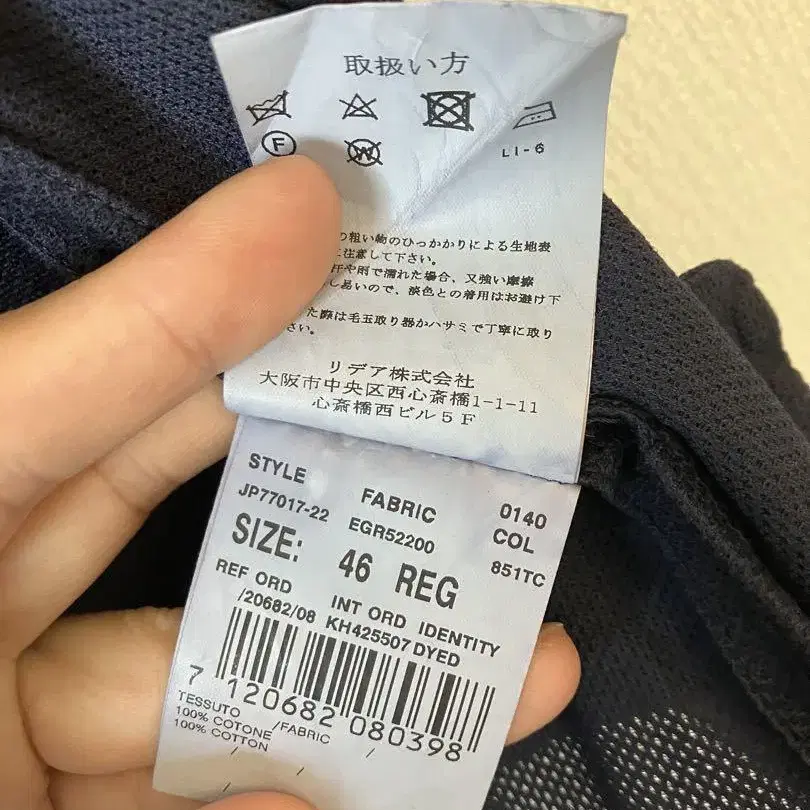 取扱い方
F W
LI-6
の粗い物のひっかかりによる生地表
に注意して下さい。
汗や雨で濡れた場合、又強い摩擦
し易いので、淡色との着用はお避け下
た際は毛玉取り器かハサミで丁寧に取り
さい。
リデア株式会社
大阪市中央区西心斎橋1-1-11
心斎橋西ビル5F
STYLE FABRIC 0140
JP77017-22 EGR52200 COL
851TC
SIZE: 46 REG
REF ORD INT ORD IDENTITY
/20682/08 KH425507 DYED
7 120682 080398
TESSUTO /FABRIC
100% COTONE
100% COTTON